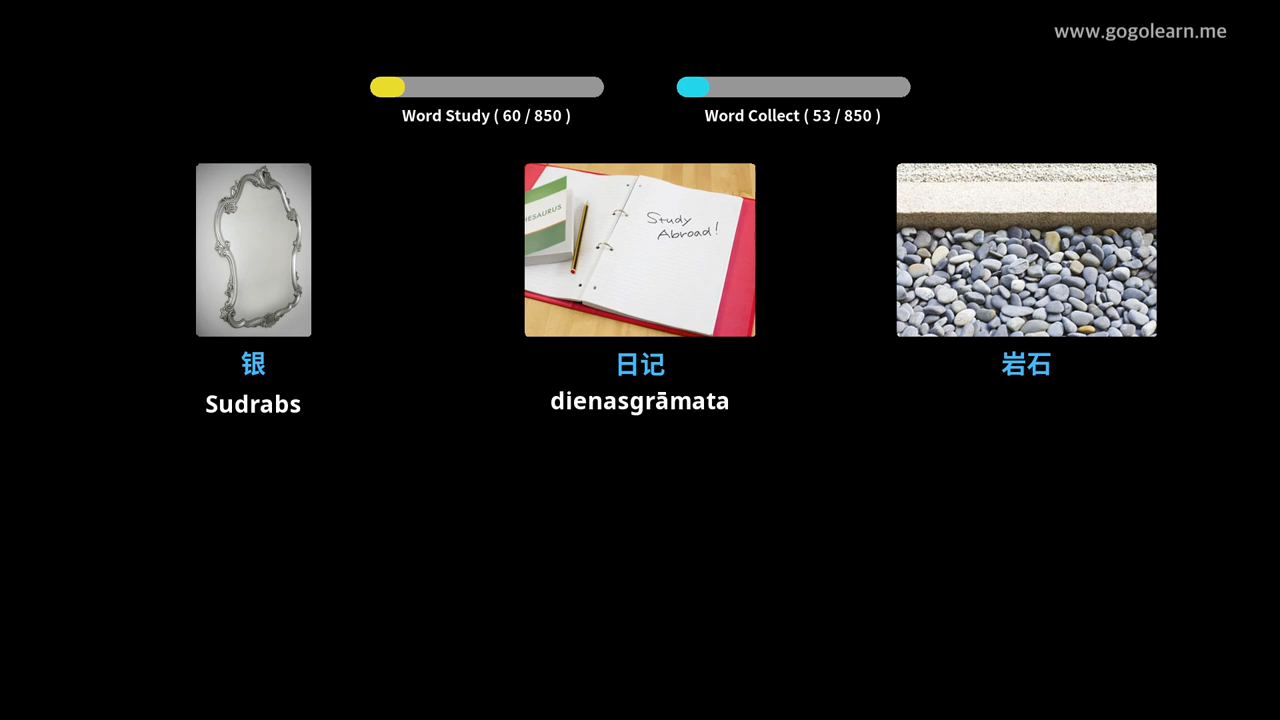 www.gogolearn.me
Word Study ( 60 / 850 )
Word Collect ( 53 / 850 )
HESAURUS
Study
Abroad!
银
日记
岩石
Sudrabs
dienasgrāmata